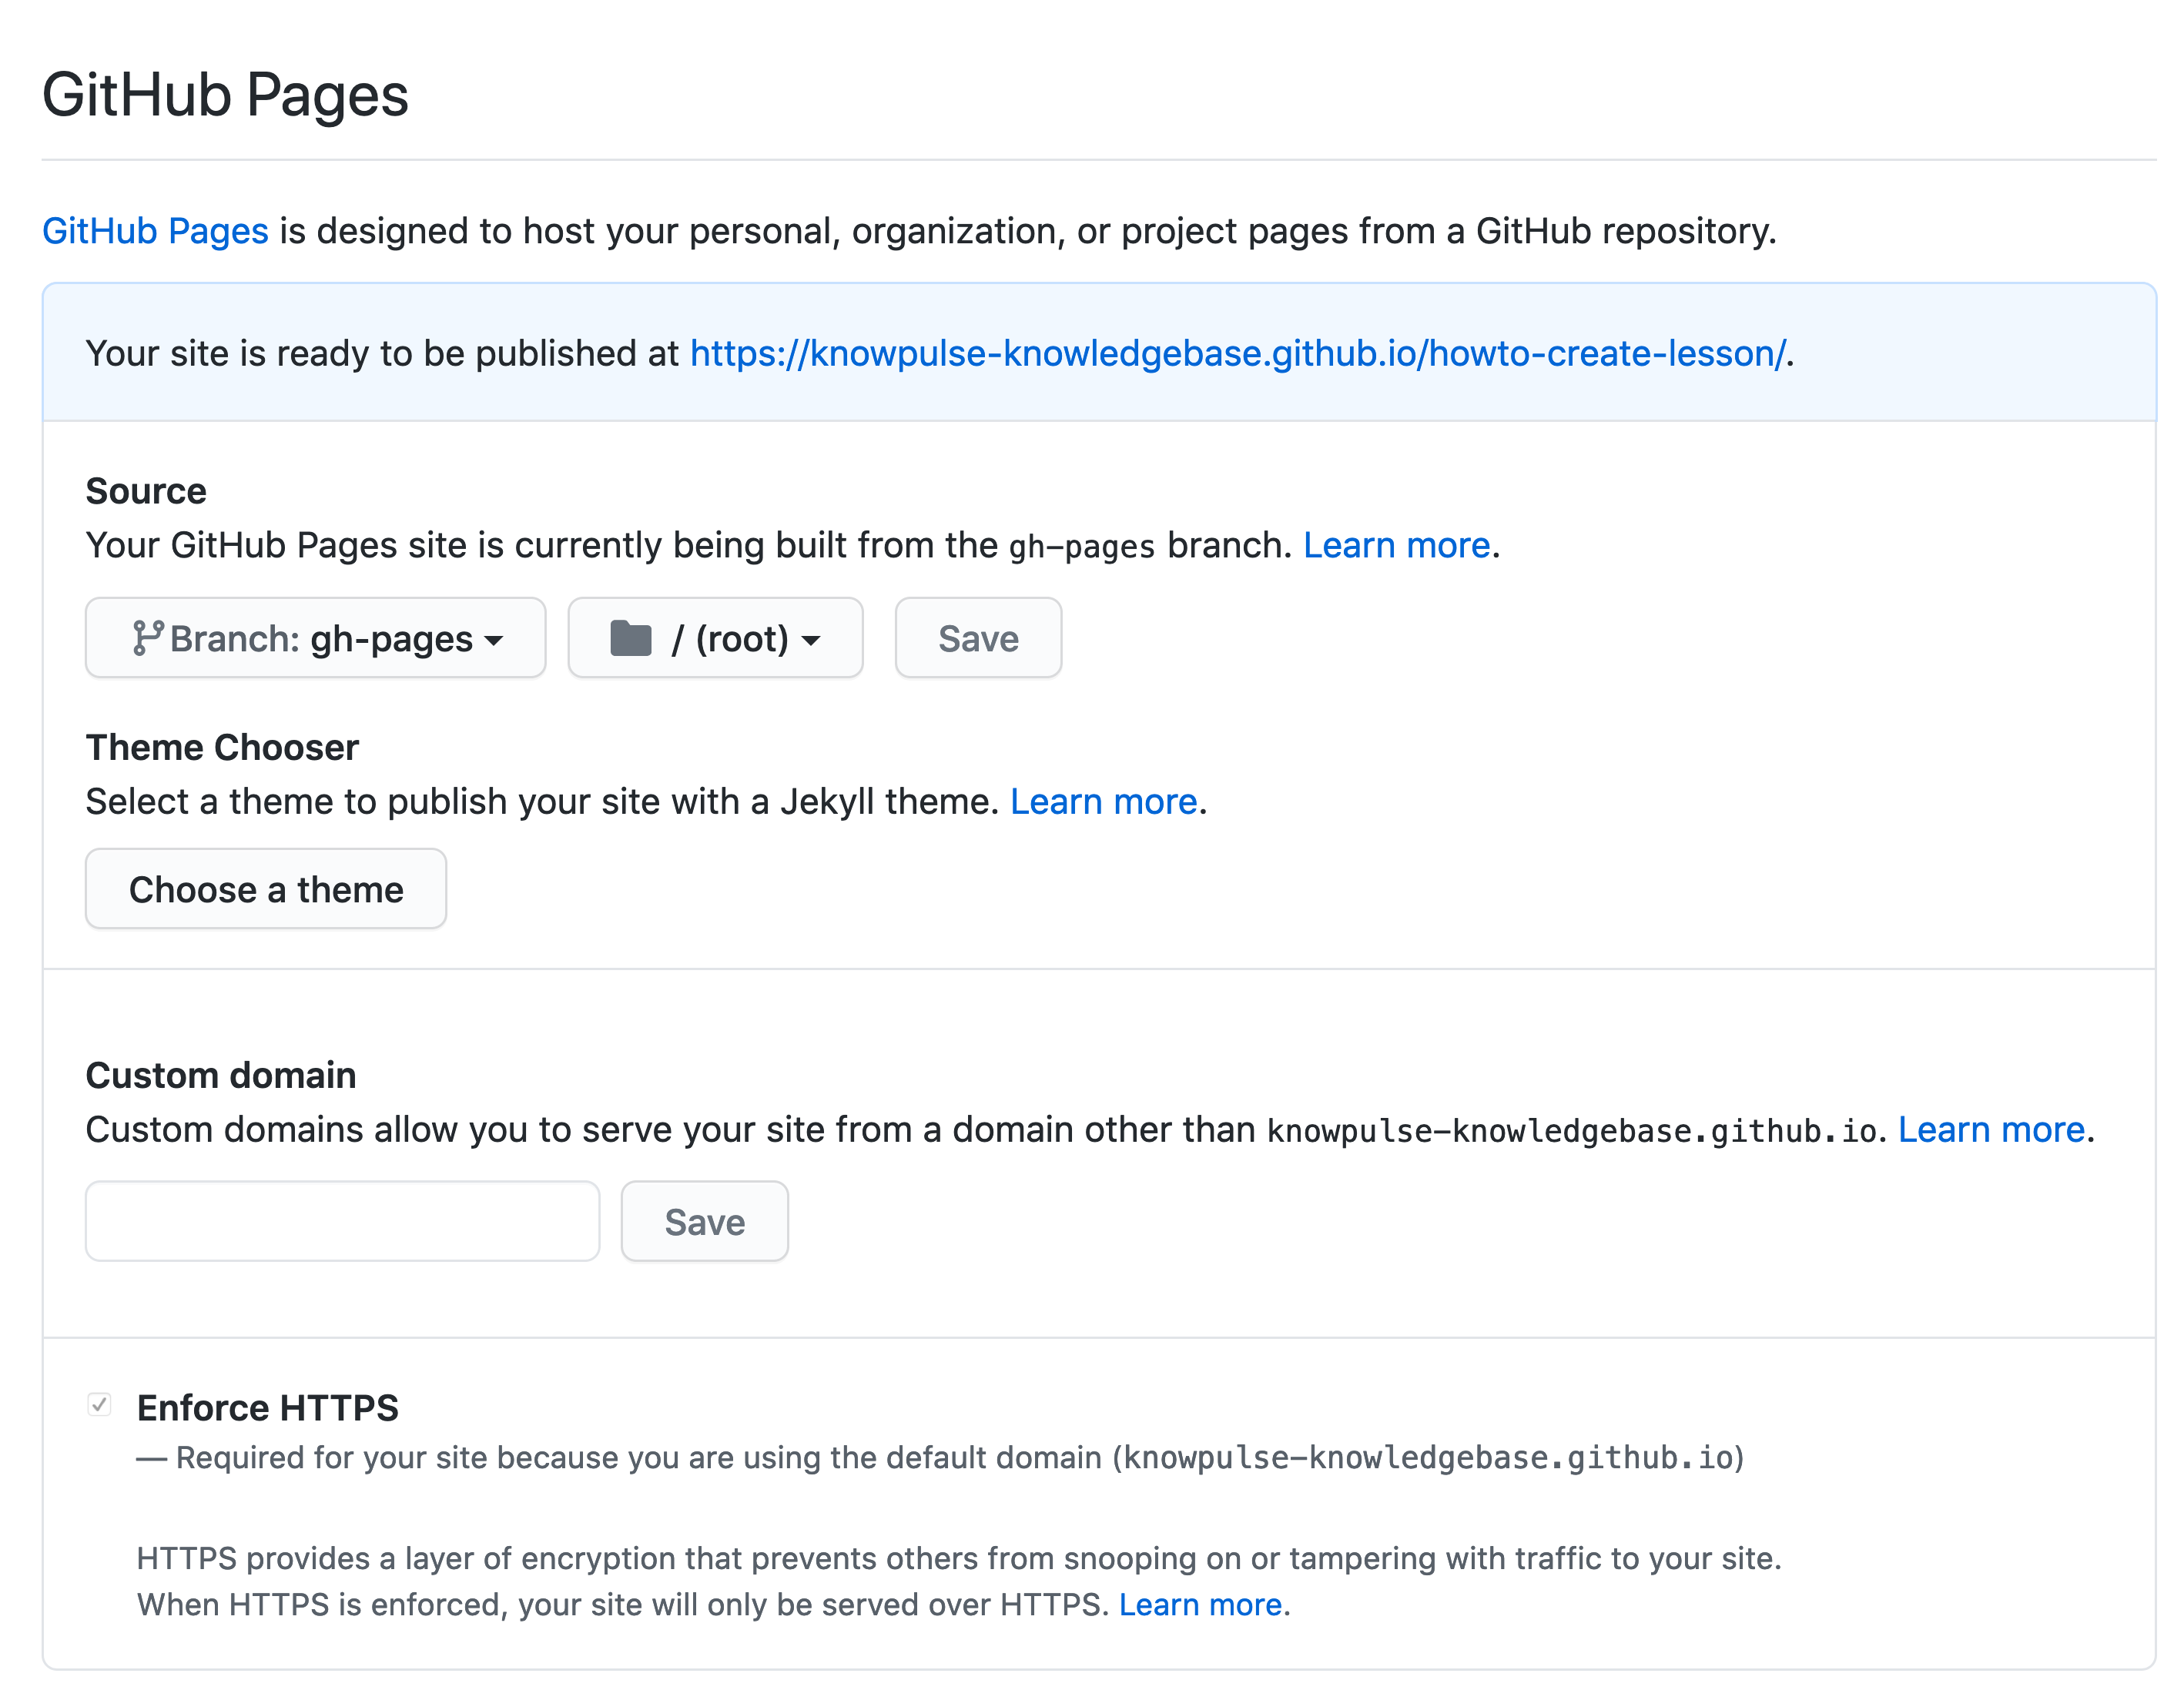 GitHub Pages
GitHub Pages is designed to host your personal, organization, or project pages from a GitHub repository.
Your site is ready to be published at https://knowpulse-knowledgebase.github.io/howto-create-lesson/.
Source
Your GitHub Pages site is currently being built from the gh-pages branch. Learn more.
Branch: gh-pages / (root) Save
Theme Chooser
Select a theme to publish your site with a Jekyll theme. Learn more.
Choose a theme
Custom domain
Custom domains allow you to serve your site from a domain other than knowpulse-knowledgebase.github.io. Learn more.
Save
Enforce HTTPS
— Required for your site because you are using the default domain (knowpulse-knowledgebase.github.io)
HTTPS provides a layer of encryption that prevents others from snooping on or tampering with traffic to your site.
When HTTPS is enforced, your site will only be served over HTTPS. Learn more.